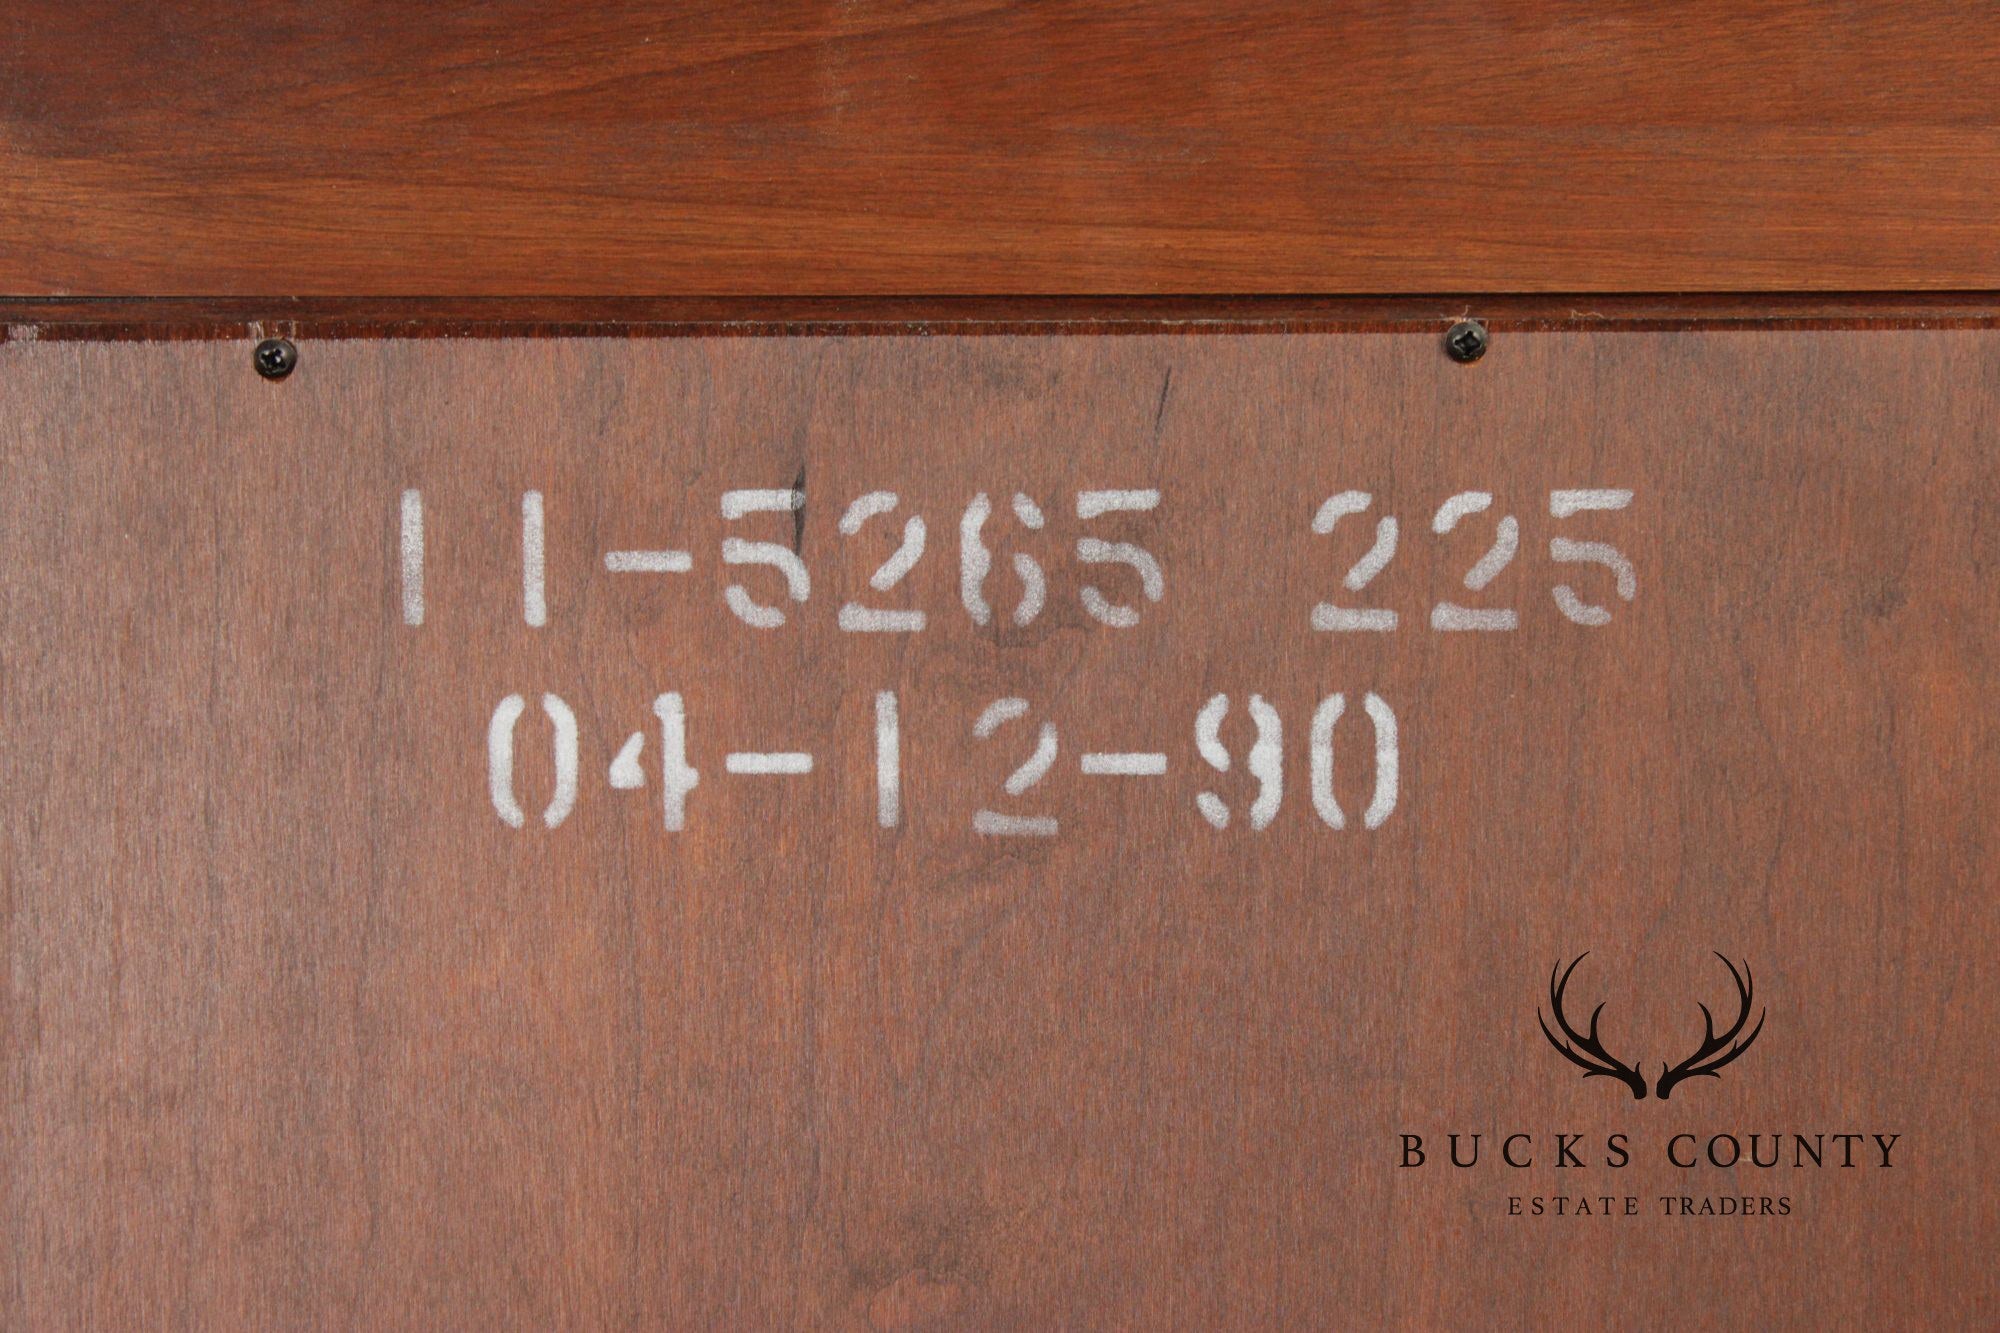 11-5265 225
04-12-90
BUCKS COUNTY
ESTATE TRADERS